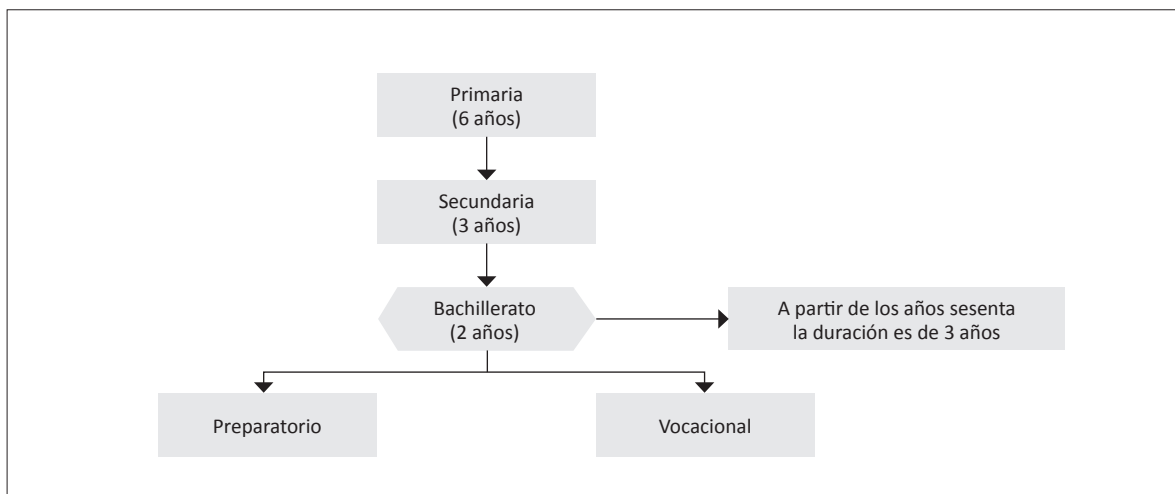 Primaria
(6 años)
Secundaria
(3 años)
Bachillerato
(2 años)
A partir de los años sesenta
la duración es de 3 años
Preparatorio
Vocacional